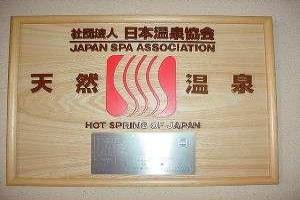 社団法人 日本温泉協会
JAPAN SPA ASSOCIATION
天然 温泉
HOT SPRING OF JAPAN